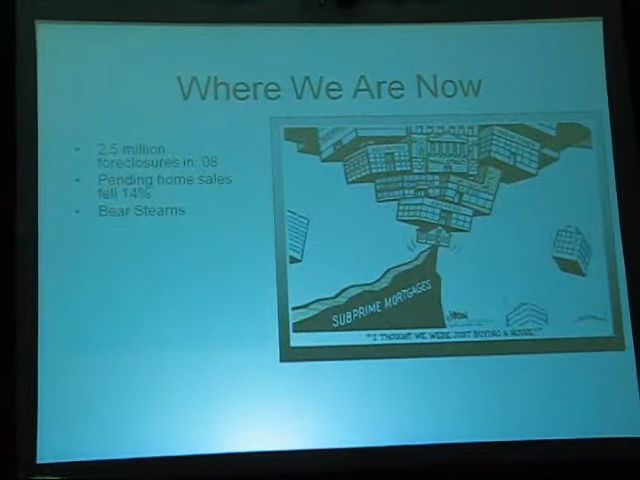 Where We Are Now
2.5 million
foreclosures in '08
Pending home sales
fell 14%
Bear Stearns
SUBPRIME MORTGAGES
"I THOUGHT WE WERE JUST BUYING A HOUSE!"